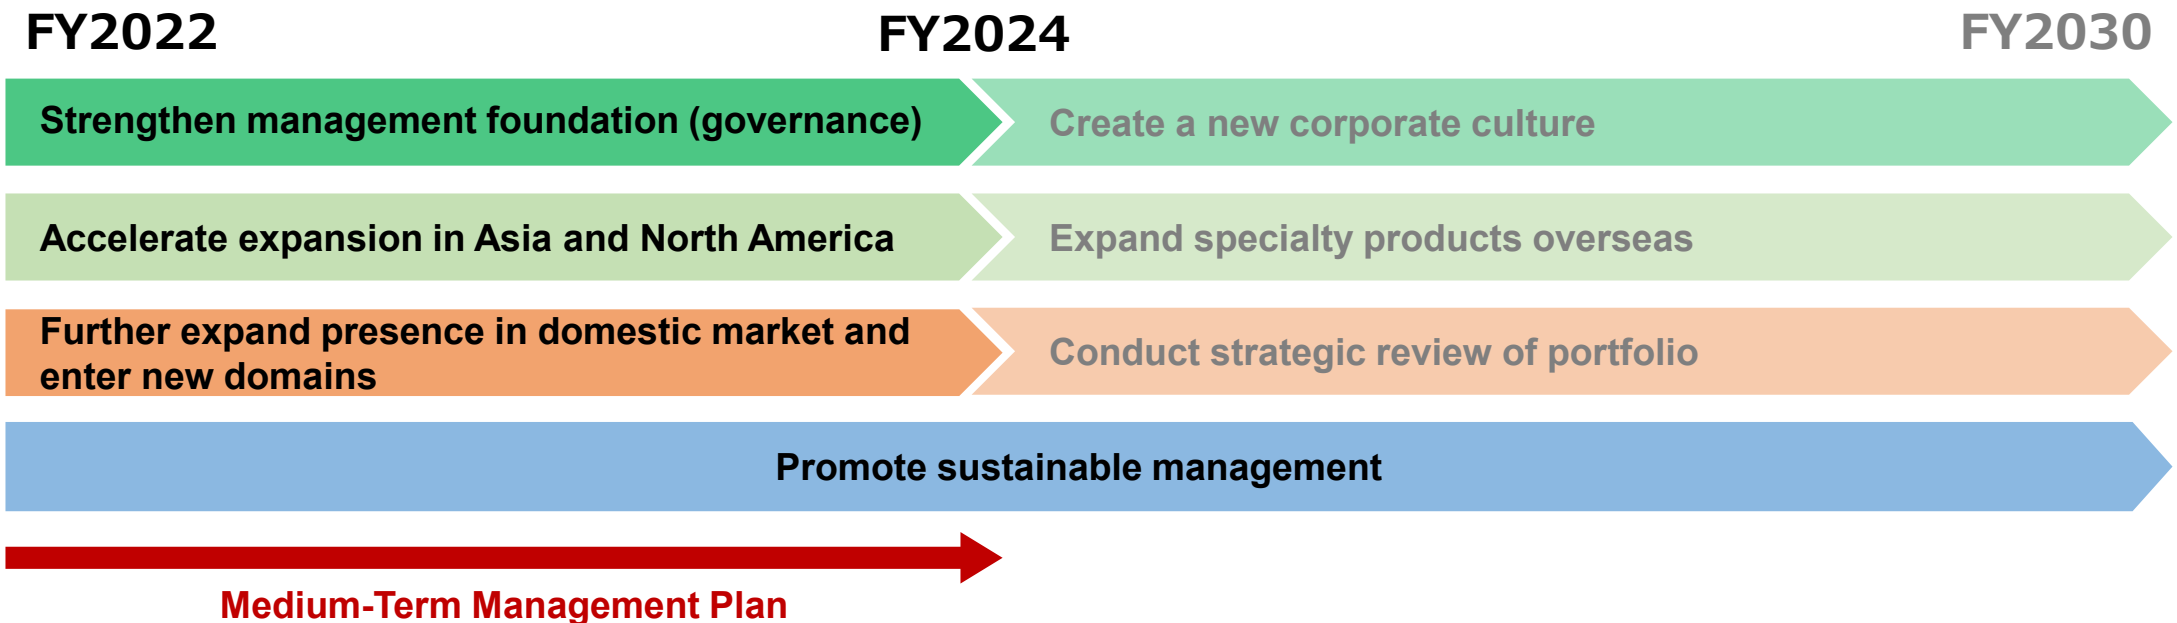 FY2022
FY2024
FY2030
Strengthen management foundation (governance)
Create a new corporate culture
Accelerate expansion in Asia and North America
Expand specialty products overseas
Further expand presence in domestic market and
enter new domains
Conduct strategic review of portfolio
Promote sustainable management
Medium-Term Management Plan